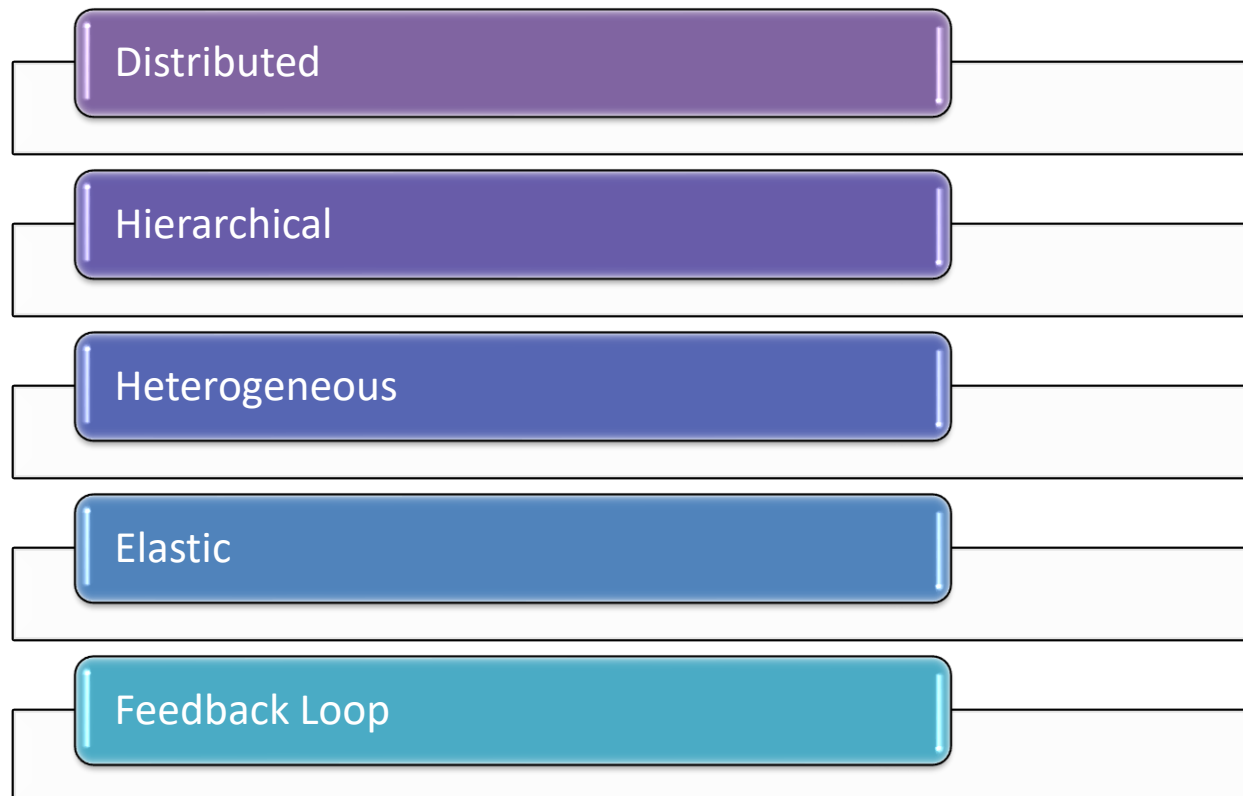 Distributed
Hierarchical
Heterogeneous
Elastic
Feedback Loop